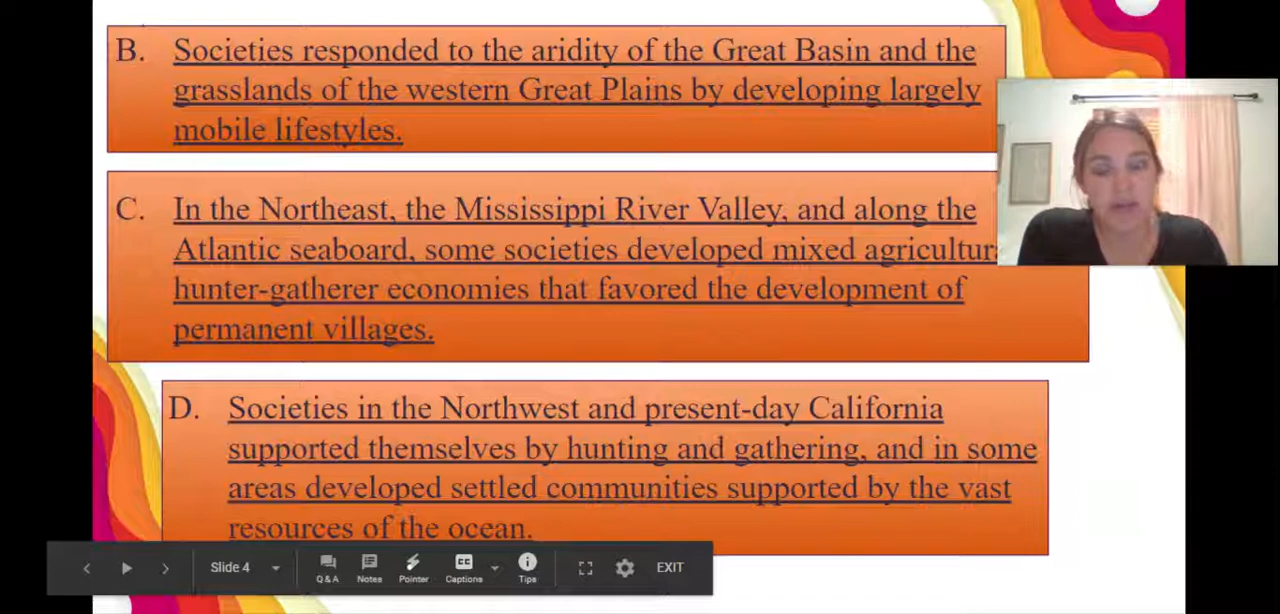 B. Societies responded to the aridity of the Great Basin and the
grasslands of the western Great Plains by developing largely
mobile lifestyles.
C. In the Northeast, the Mississippi River Valley, and along the
Atlantic seaboard, some societies developed mixed agricultur
hunter-gatherer economies that favored the development of
permanent villages.
D. Societies in the Northwest and present-day California
supported themselves by hunting and gathering, and in some
areas developed settled communities supported by the vast
resources of the ocean.
Slide 4
Q&A
Notes
Pointer
CC
Captions
Tips
EXIT